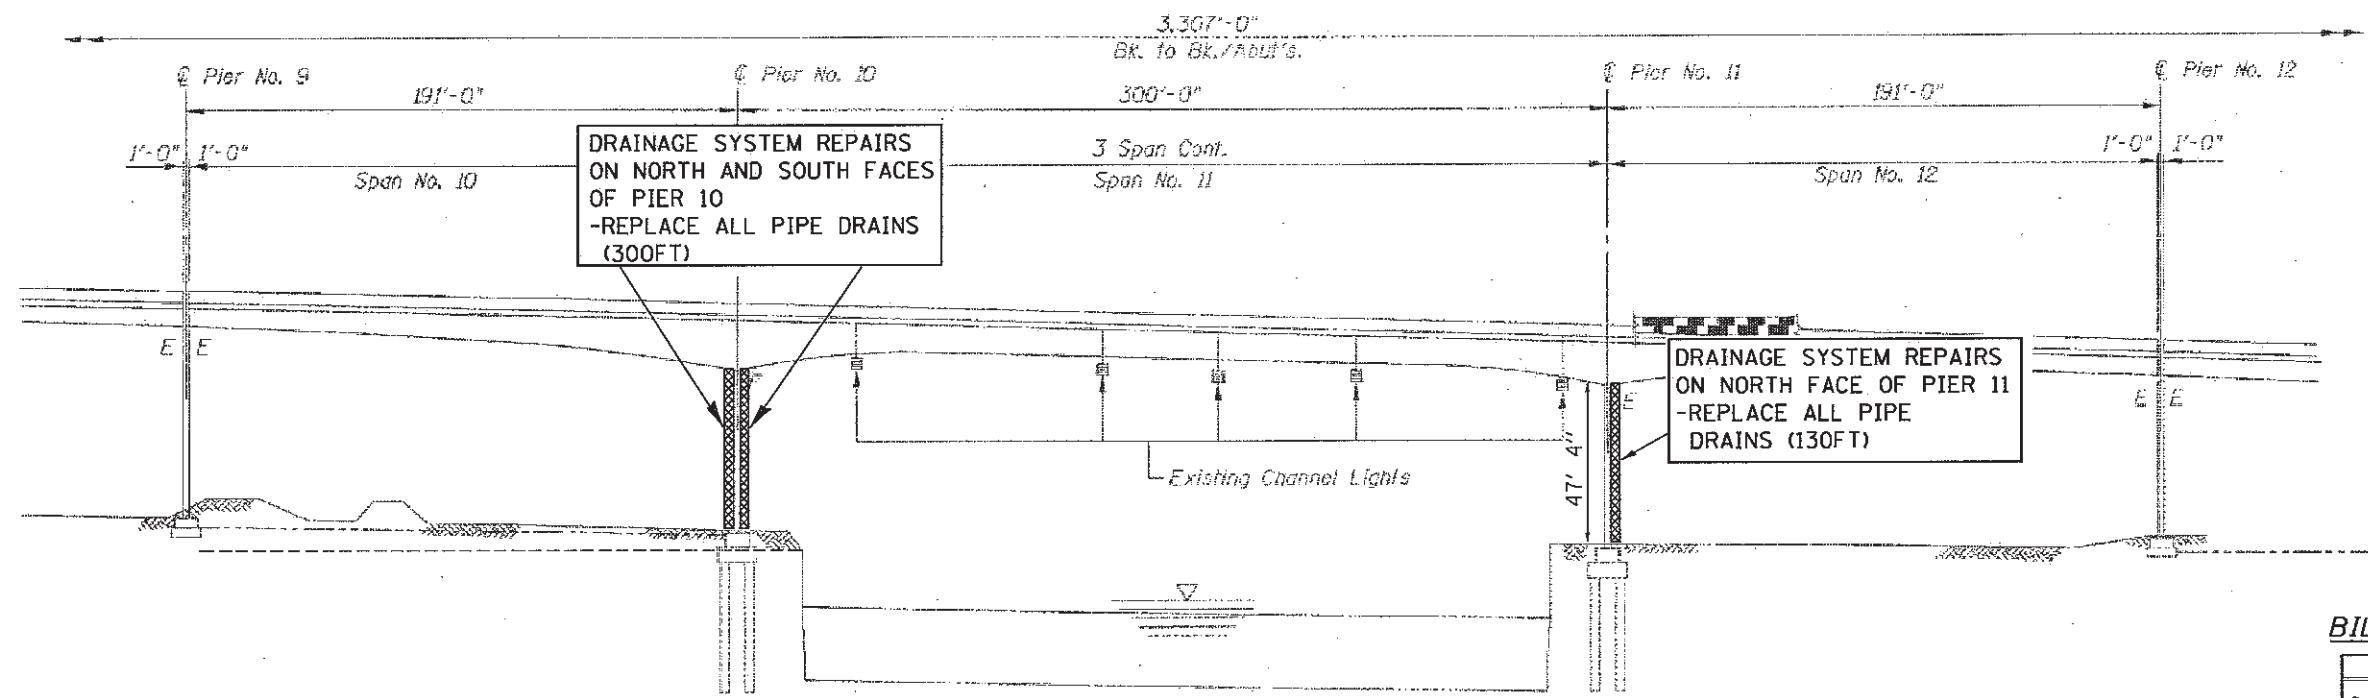 3,307'-0"
Bk. to Bk./Abut's.
℄ Pier No. 9
℄ Pier No. 10
℄ Pier No. 11
℄ Pier No. 12
191'-0"
300'-0"
191'-0"
1'-0" 1'-0"
3 Span Cont.
1'-0" 1'-0"
Span No. 10
Span No. 11
Span No. 12
DRAINAGE SYSTEM REPAIRS
ON NORTH AND SOUTH FACES
OF PIER 10
-REPLACE ALL PIPE DRAINS
(300FT)
E E
F
DRAINAGE SYSTEM REPAIRS
ON NORTH FACE OF PIER 11
-REPLACE ALL PIPE
DRAINS (130FT)
E E
47' 4"
Existing Channel Lights